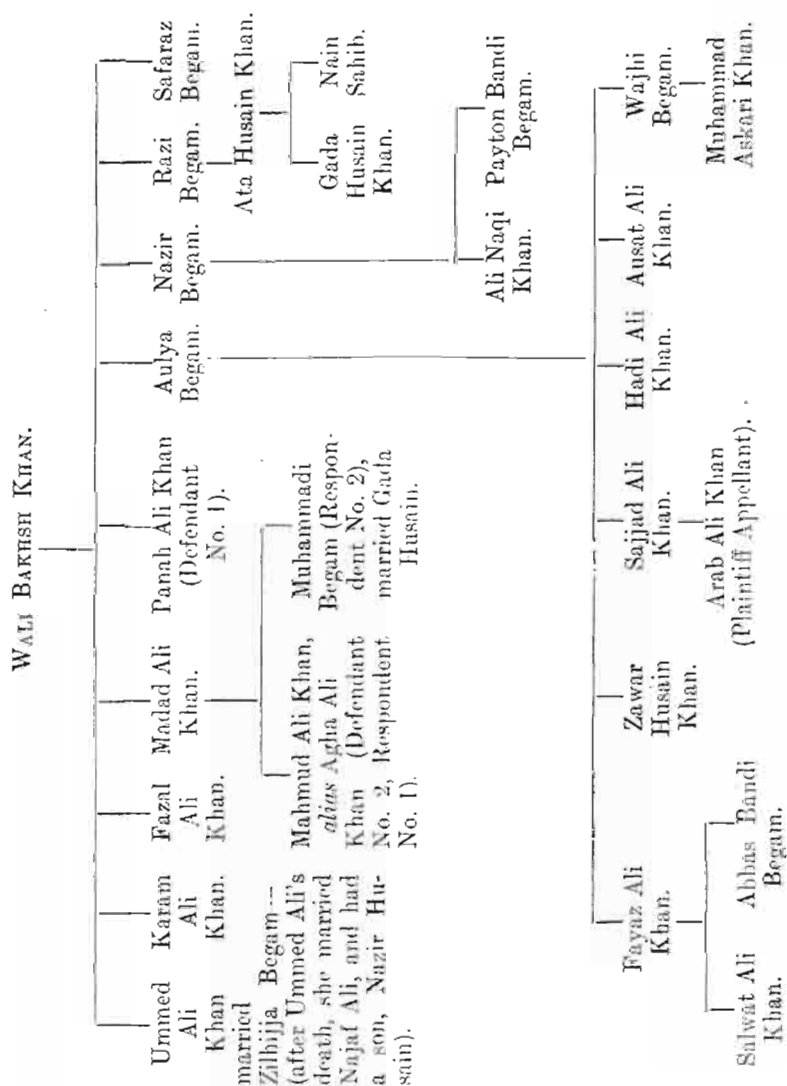 WALI BAKHSH KHAN.
Ummed
Ali
Khan
married
Zilhijja Begam—
(after Ummed Ali's
death, she married
Najaf Ali, and had
a son, Nazir Hu-
sain).
Karam
Ali
Khan.
Fazal
Ali
Khan.
Madad Ali
Khan.
Panah Ali Khan
(Defendant
No. 1).
Aulya
Begam.
Nazir
Begam.
Razi
Begam.
Safaraz
Begam.
Mahmud Ali Khan,
alias Agha Ali
Khan (Defendant
No. 2, Respondent
No. 1).
Muhammadi
Begam (Respon-
dent No. 2),
married Gada
Husain.
Ata Husain Khan.
Gada
Husain
Khan.
Nain
Sahib.
Ali Naqi
Khan.
Payton Bandi
Begam.
Fayaz Ali
Khan.
Zawar
Husain
Khan.
Sajjad Ali
Khan.
Hadi Ali
Khan.
Ausat Ali
Khan.
Wajhi
Begam.
Salwat Ali
Khan.
Abbas Bandi
Begam.
Arab Ali Khan
(Plaintiff Appellant).
Muhammad
Askari Khan.